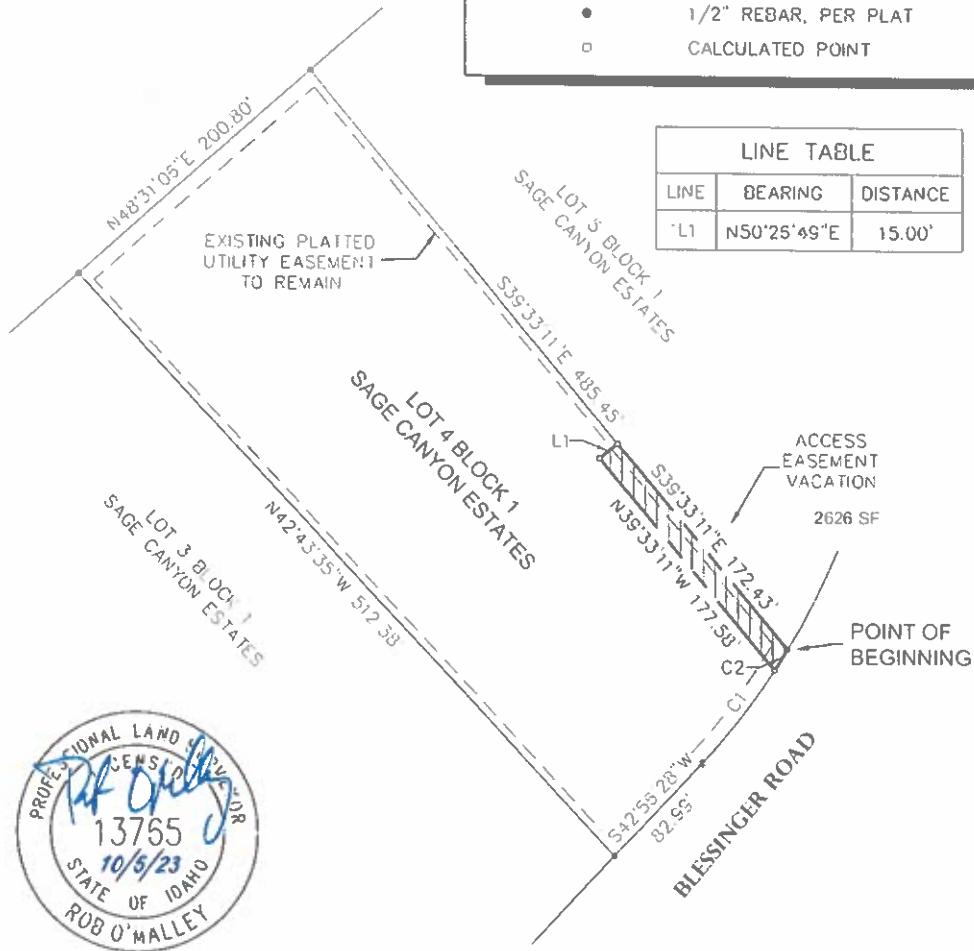 1/2" REBAR, PER PLAT
CALCULATED POINT
LINE TABLE
LINE BEARING DISTANCE
L1 N50°25'49"E 15.00'
N48°31'05"E 200.80'
EXISTING PLATTED
UTILITY EASEMENT
TO REMAIN
LOT 5 BLOCK 1
SAGE CANYON ESTATES
S39°33'11"E 485.45'
LOT 4 BLOCK 1
SAGE CANYON ESTATES
L1
ACCESS
EASEMENT
VACATION
2626 SF
S39°33'11"E 172.43'
N39°33'11"W 177.58'
LOT 3 BLOCK 1
SAGE CANYON ESTATES
N42°43'35"W 512.38'
POINT OF
BEGINNING
C2
C1
S42°55'28"W
82.99'
BLESSINGER ROAD
PROFESSIONAL LAND SURVEYOR
LICENSED
13765
10/5/23
STATE OF IDAHO
ROB O'MALLEY